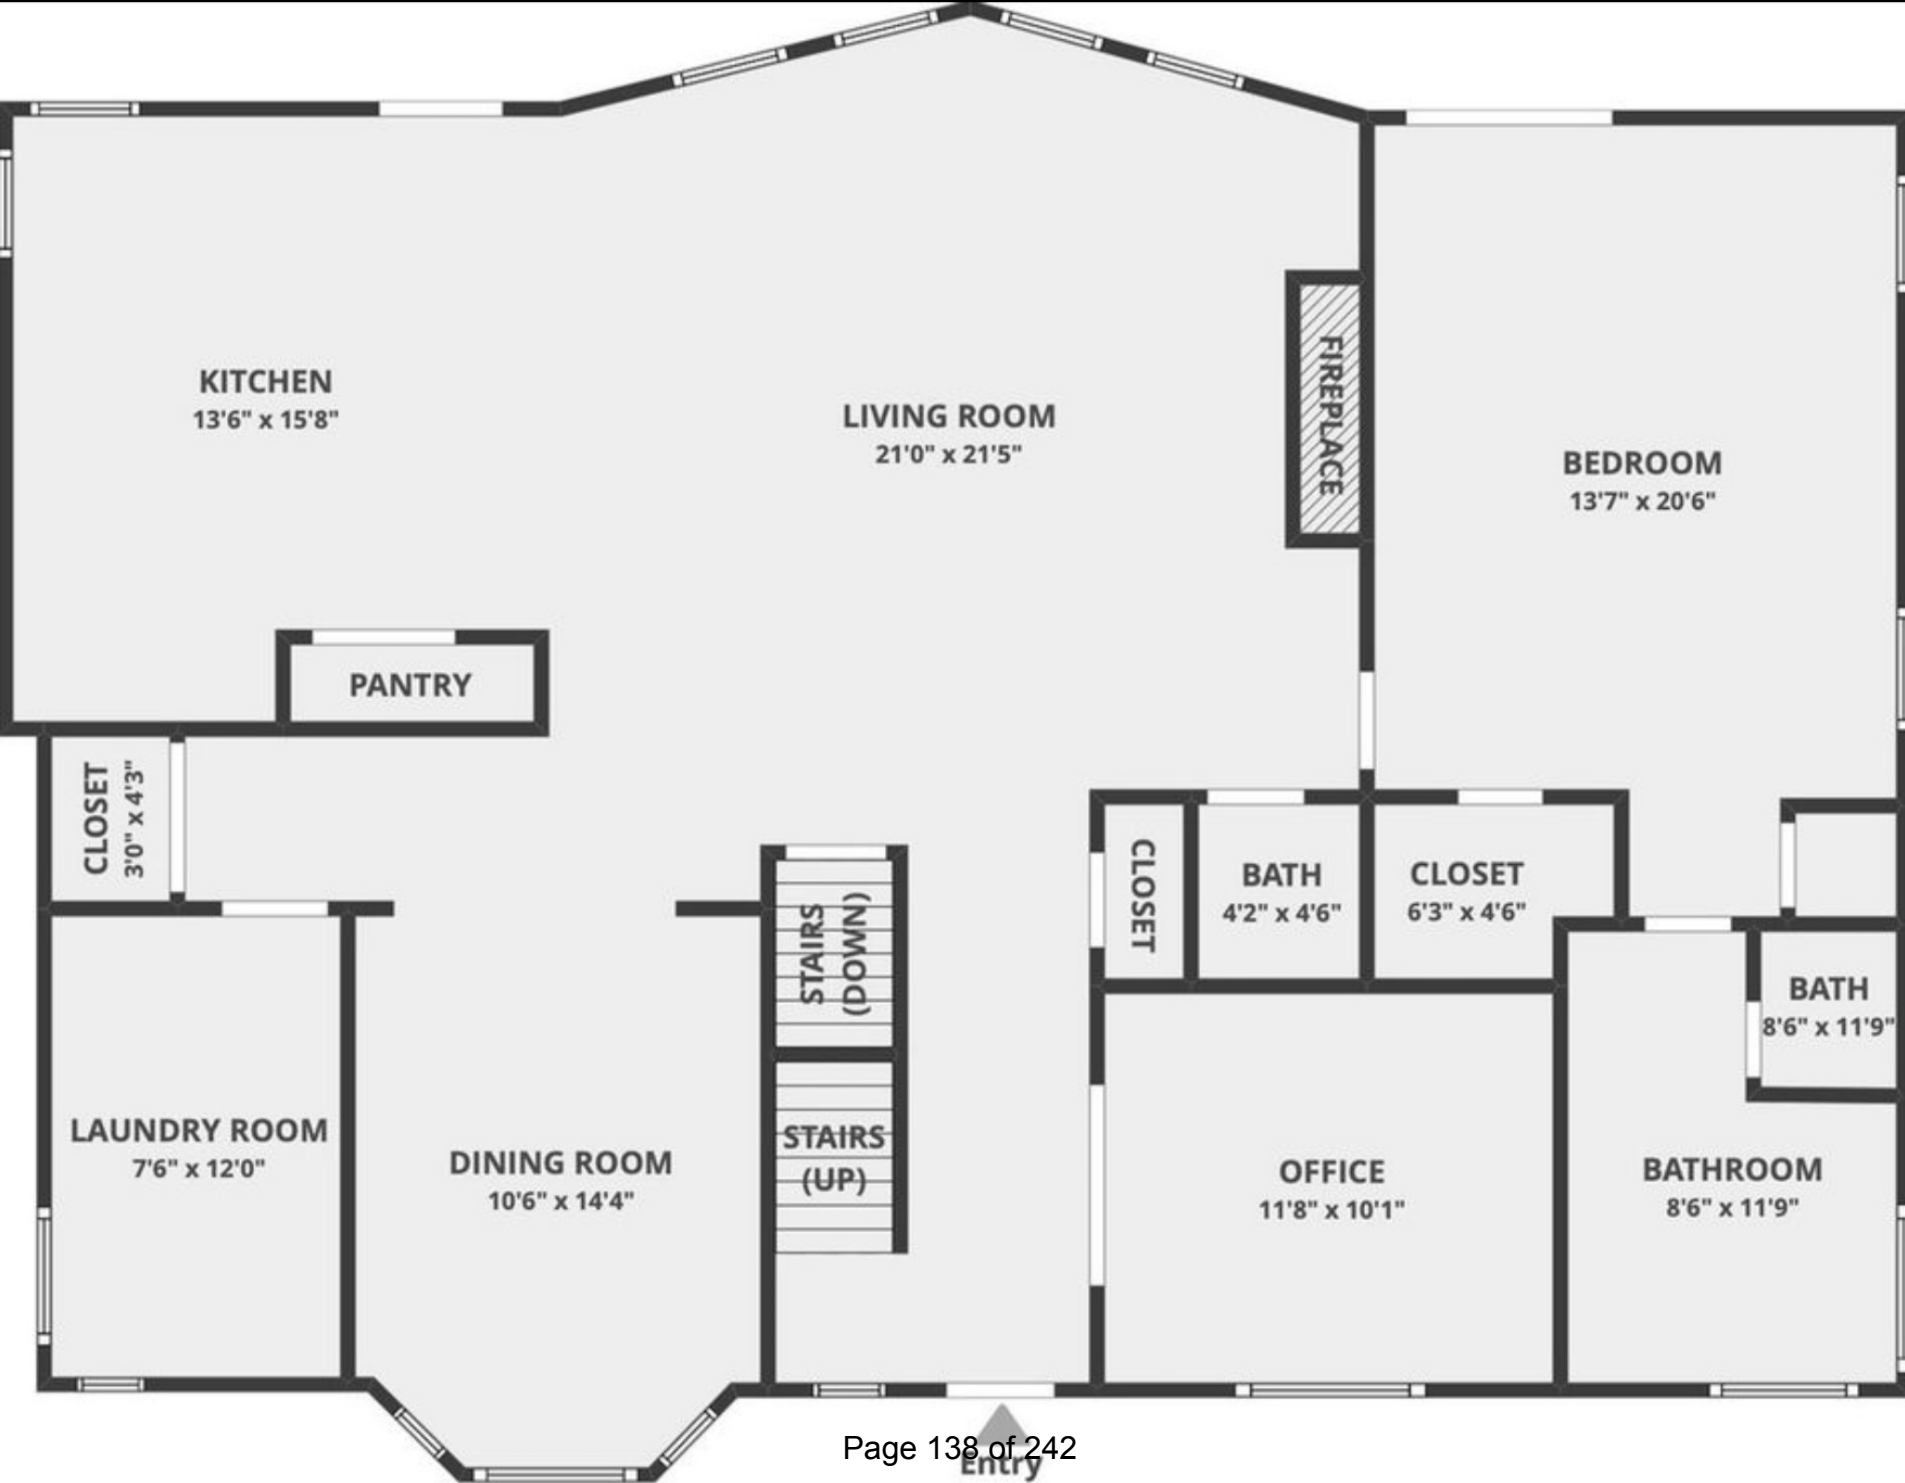 KITCHEN
13'6" x 15'8"
LIVING ROOM
21'0" x 21'5"
FIREPLACE
BEDROOM
13'7" x 20'6"
PANTRY
CLOSET
3'0" x 4'3"
STAIRS
(DOWN)
CLOSET
BATH
4'2" x 4'6"
CLOSET
6'3" x 4'6"
BATH
8'6" x 11'9"
LAUNDRY ROOM
7'6" x 12'0"
DINING ROOM
10'6" x 14'4"
STAIRS
(UP)
OFFICE
11'8" x 10'1"
BATHROOM
8'6" x 11'9"
Page 138 of 242
Entry